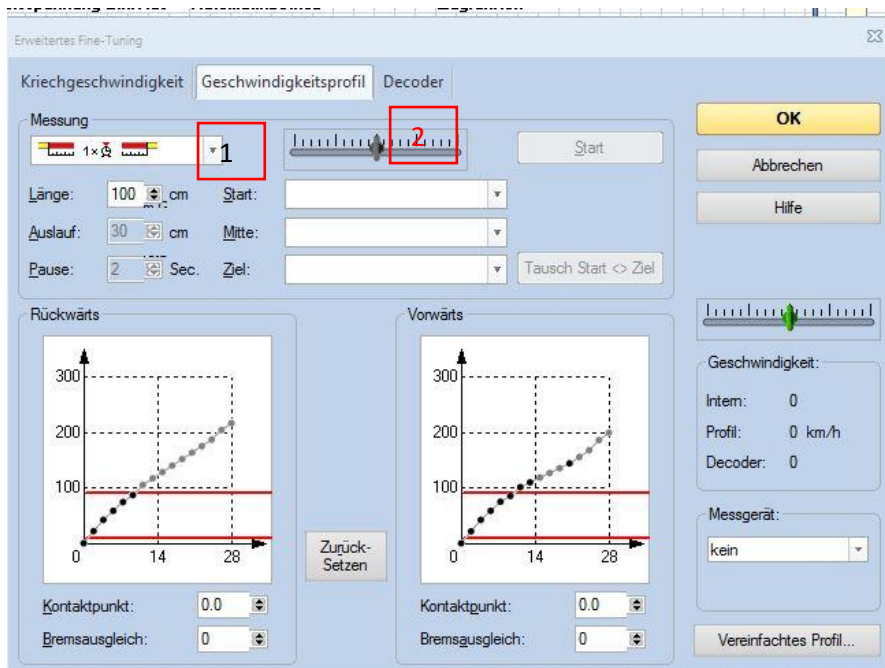 Erweitertes Fine-Tuning
Kriechgeschwindigkeit Geschwindigkeitsprofil Decoder
Messung
1× 1 2 Start
Länge: 100 cm Start:
Auslauf: 30 cm Mitte:
Pause: 2 Sec. Ziel: Tausch Start <> Ziel
OK
Abbrechen
Hilfe
Rückwärts
300
200
100
0 14 28
Kontaktpunkt: 0.0
Bremsausgleich: 0
Zurück-
Setzen
Vorwärts
300
200
100
0 14 28
Kontaktpunkt: 0.0
Bremsausgleich: 0
Geschwindigkeit:
Intern: 0
Profil: 0 km/h
Decoder: 0
Messgerät:
kein
Vereinfachtes Profil...